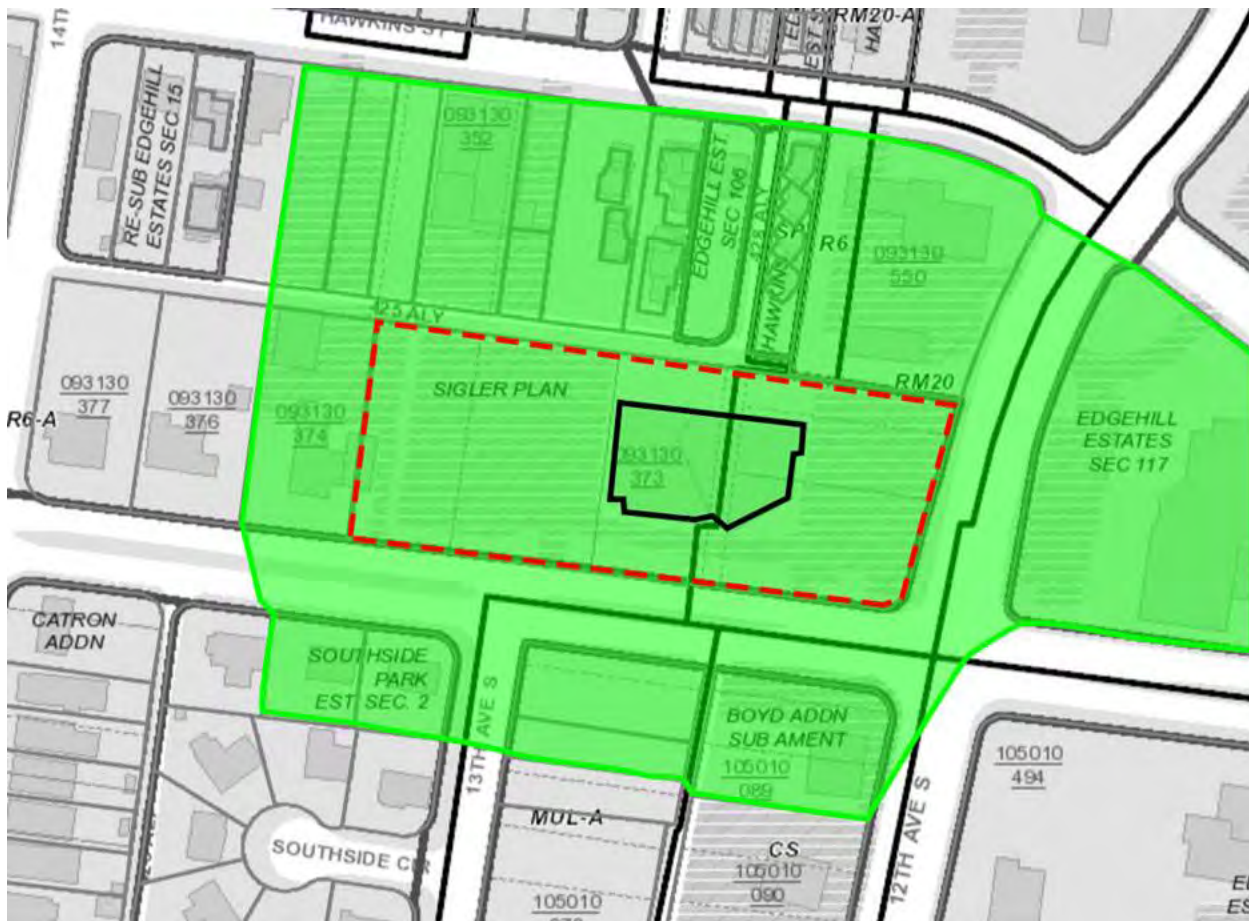 14TH
HAWKINS ST
RM20-A
RE-SUB EDGEHILL
ESTATES SEC 15
093130
352
EDGEHILL EST.
SEC 106
428 ALY
HAWKINS
SP
R6
093130
550
425 ALY
SIGLER PLAN
RM20
EDGEHILL
ESTATES
SEC 117
093130
377
093130
376
093130
374
093130
373
R6-A
CATRON
ADDN
SOUTHSIDE
PARK
EST. SEC. 2
13TH AVE S
BOYD ADDN
SUB AMENT
105010
089
105010
494
12TH AVE S
MUL-A
SOUTHSIDE
CS
105010
090
105010